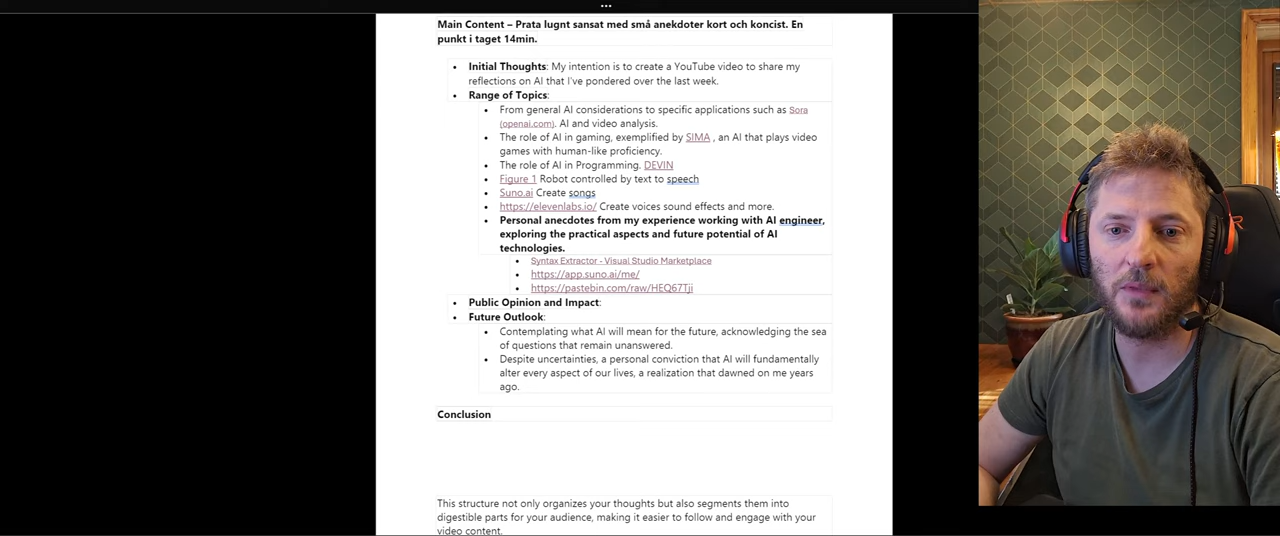 Main Content – Prata lugnt sansat med små anekdoter kort och koncist. En
punkt i taget 14min.
• Initial Thoughts: My intention is to create a YouTube video to share my
reflections on AI that I've pondered over the last week.
• Range of Topics:
• From general AI considerations to specific applications such as Sora
(openai.com). AI and video analysis.
• The role of AI in gaming, exemplified by SIMA , an AI that plays video
games with human-like proficiency.
• The role of AI in Programming. DEVIN
• Figure 1 Robot controlled by text to speech
• Suno.ai Create songs
• https://elevenlabs.io/ Create voices sound effects and more.
• Personal anecdotes from my experience working with AI engineer,
exploring the practical aspects and future potential of AI
technologies.
• Syntax Extractor - Visual Studio Marketplace
• https://app.suno.ai/me/
• https://pastebin.com/raw/HEQ67Tji
• Public Opinion and Impact:
• Future Outlook:
• Contemplating what AI will mean for the future, acknowledging the sea
of questions that remain unanswered.
• Despite uncertainties, a personal conviction that AI will fundamentally
alter every aspect of our lives, a realization that dawned on me years
ago.
Conclusion
This structure not only organizes your thoughts but also segments them into
digestible parts for your audience, making it easier to follow and engage with your
video content.